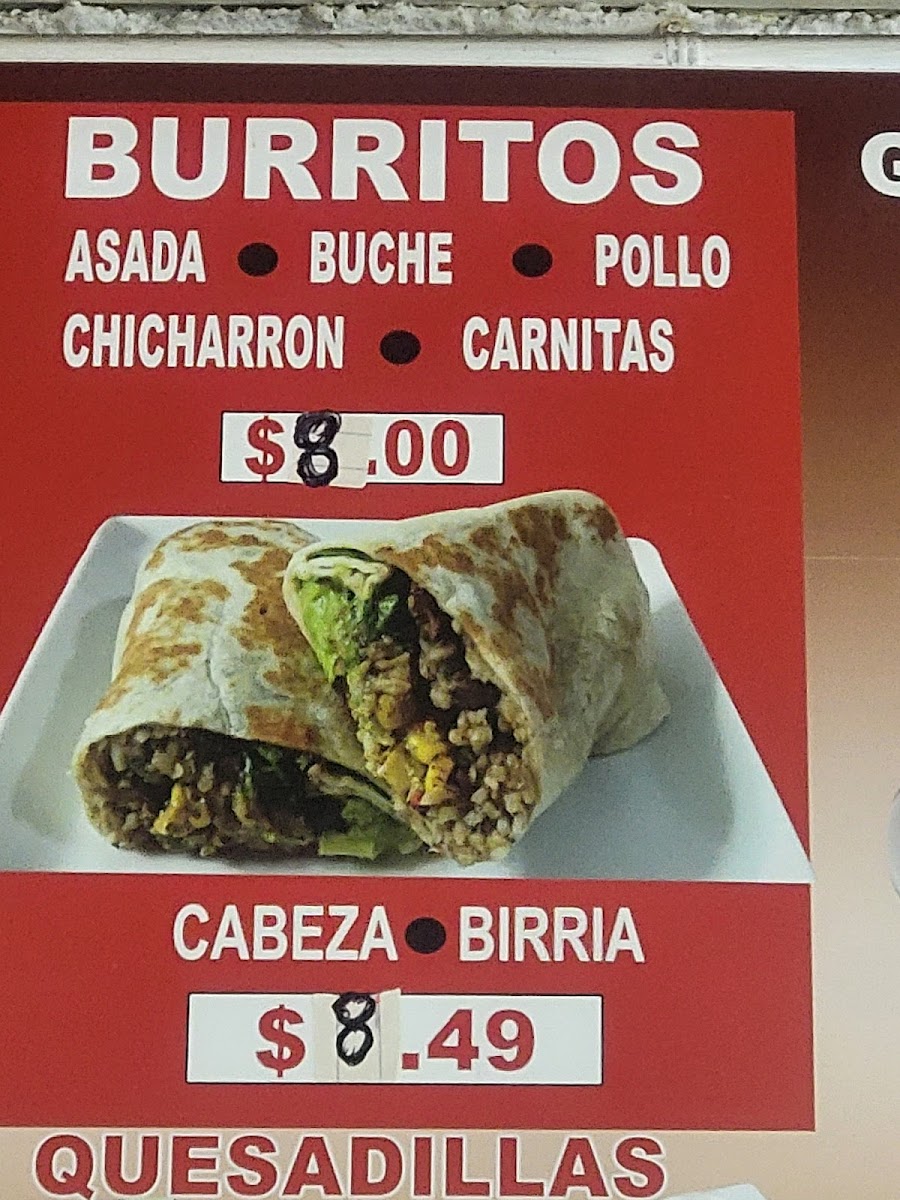 BURRITOS
ASADA • BUCHE • POLLO
CHICHARRON • CARNITAS
$8.00
CABEZA • BIRRIA
$8.49
QUESADILLAS